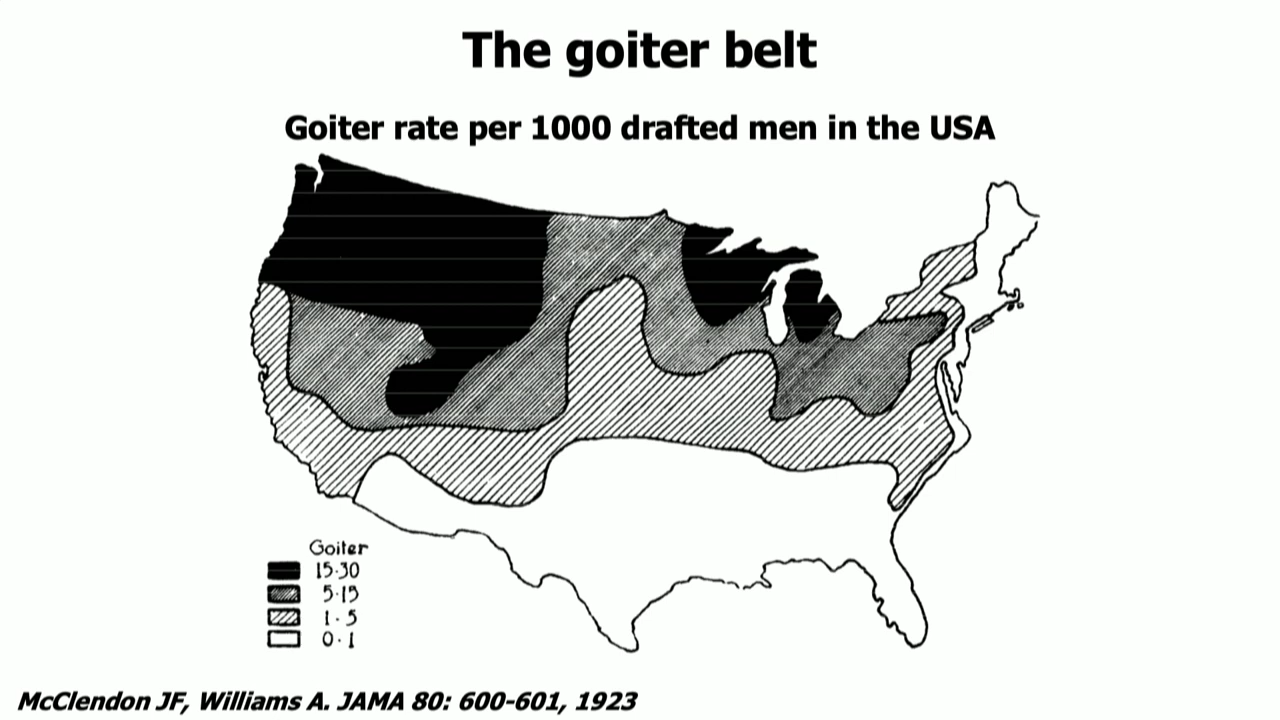 The goiter belt
Goiter rate per 1000 drafted men in the USA
Goiter
15-30
5-15
1-5
0-1
McClendon JF, Williams A. JAMA 80: 600-601, 1923